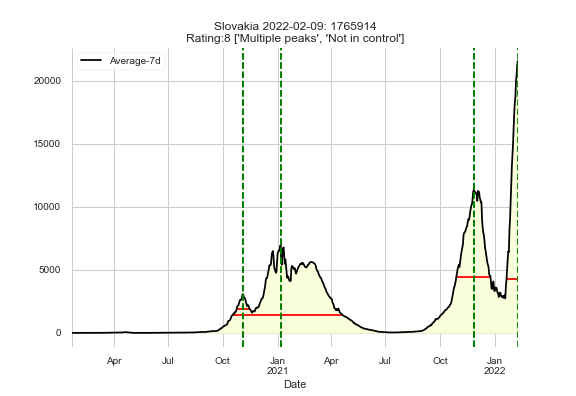 Slovakia 2022-02-09: 1765914
Rating:8 ['Multiple peaks', 'Not in control']
Average-7d
20000
15000
10000
5000
0
Apr
Jul
Oct
Jan
2021
Apr
Jul
Oct
Jan
2022
Date